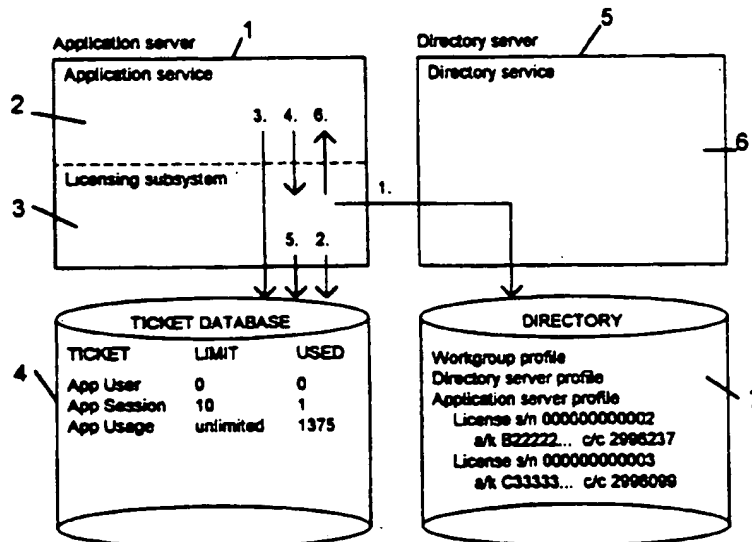 1
5
Application server
Directory server
Application service
Directory service
2
3. 4. 6.
6
Licensing subsystem
1.
3
5. 2.
TICKET DATABASE
DIRECTORY
4
TICKET LIMIT USED
App User 0 0
App Session 10 1
App Usage unlimited 1375
Workgroup profile
Directory server profile
Application server profile
License s/n 000000000002
a/k B22222... c/c 2996237
License s/n 000000000003
a/k C33333... c/c 2996099